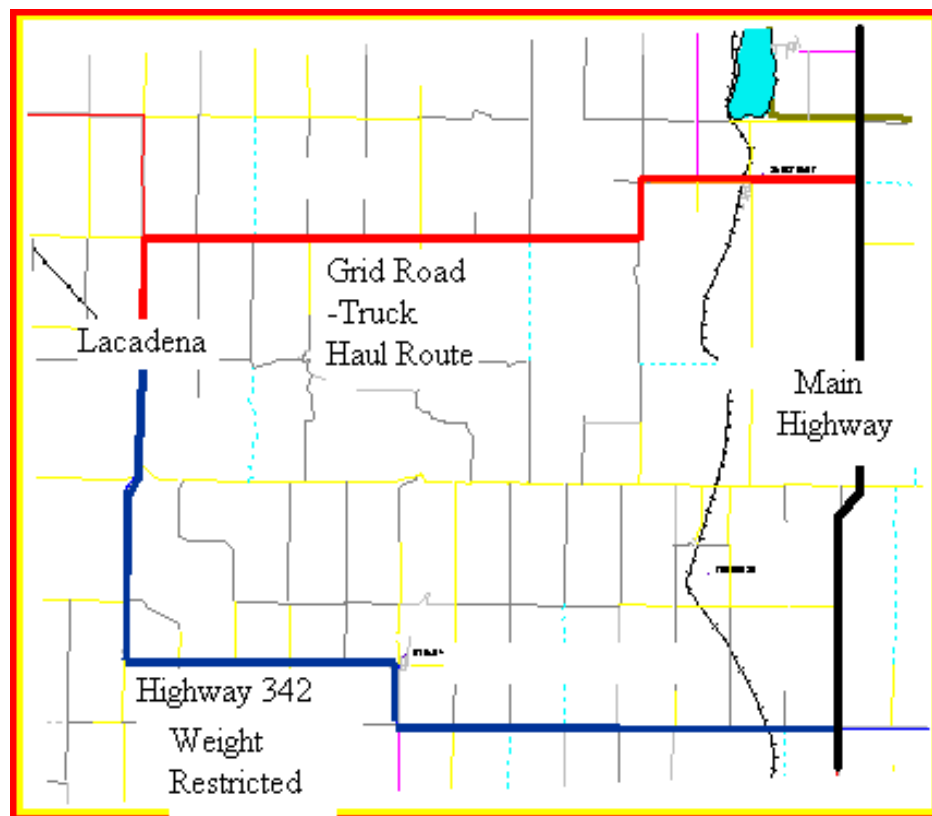 Grid Road
-Truck
Haul Route
Lacadena
Main
Highway
Highway 342
Weight
Restricted